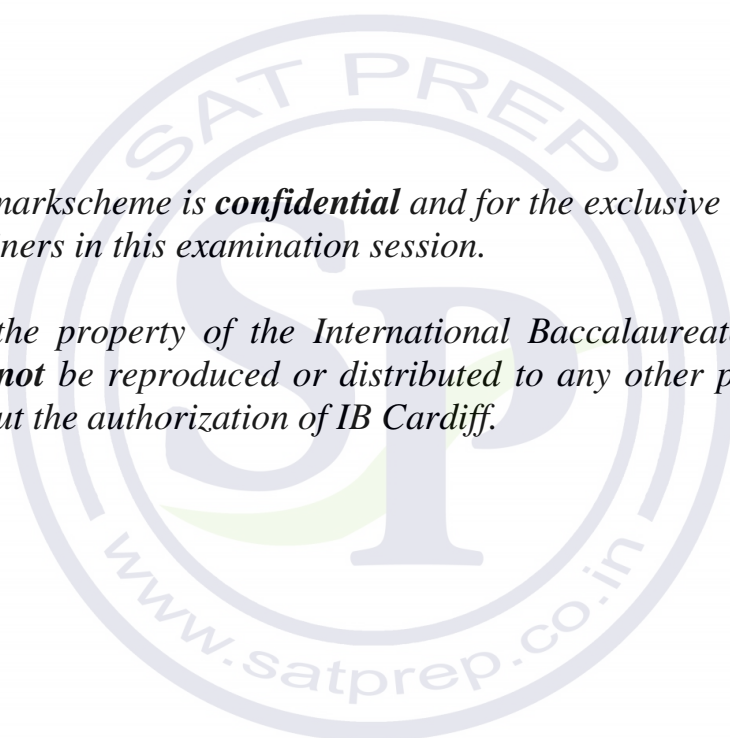 SAT PREP
markscheme is confidential and for the exclusive
iners in this examination session.
the property of the International Baccalaureat
not be reproduced or distributed to any other p
ut the authorization of IB Cardiff.
SP
www.satprep.co.in